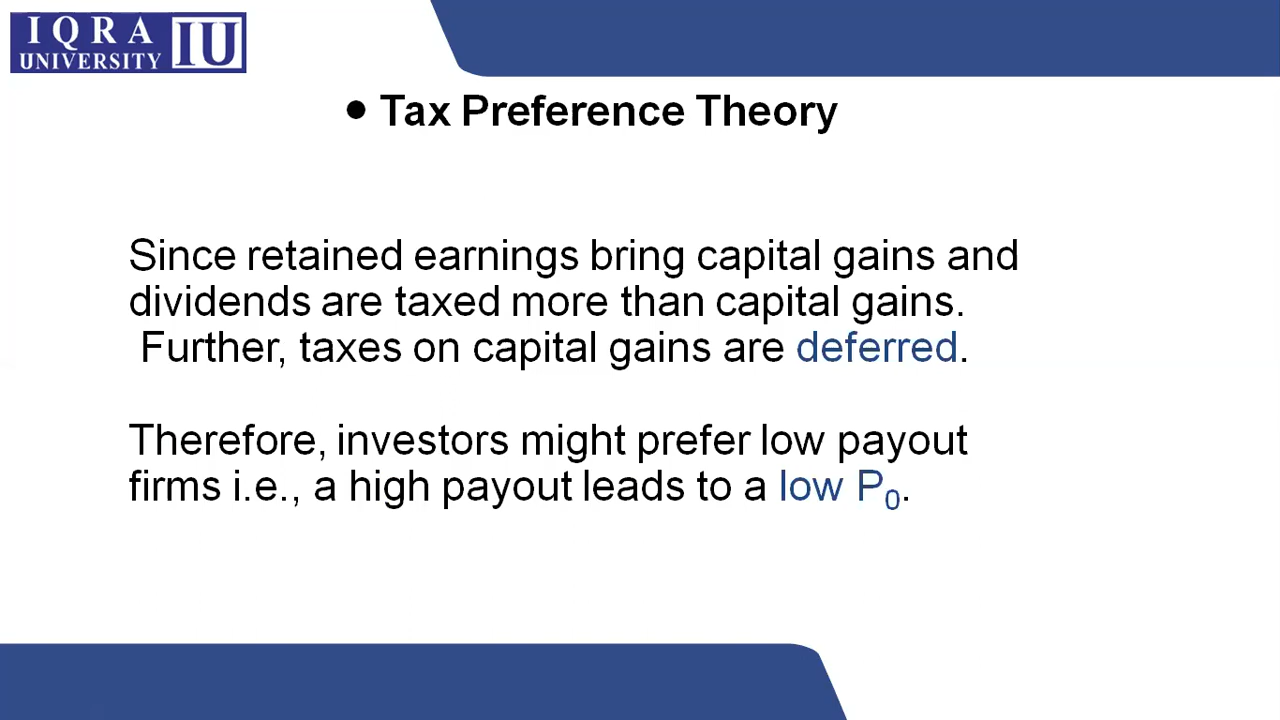 IQRA
UNIVERSITY IU
• Tax Preference Theory
Since retained earnings bring capital gains and
dividends are taxed more than capital gains.
Further, taxes on capital gains are deferred.
Therefore, investors might prefer low payout
firms i.e., a high payout leads to a low P₀.